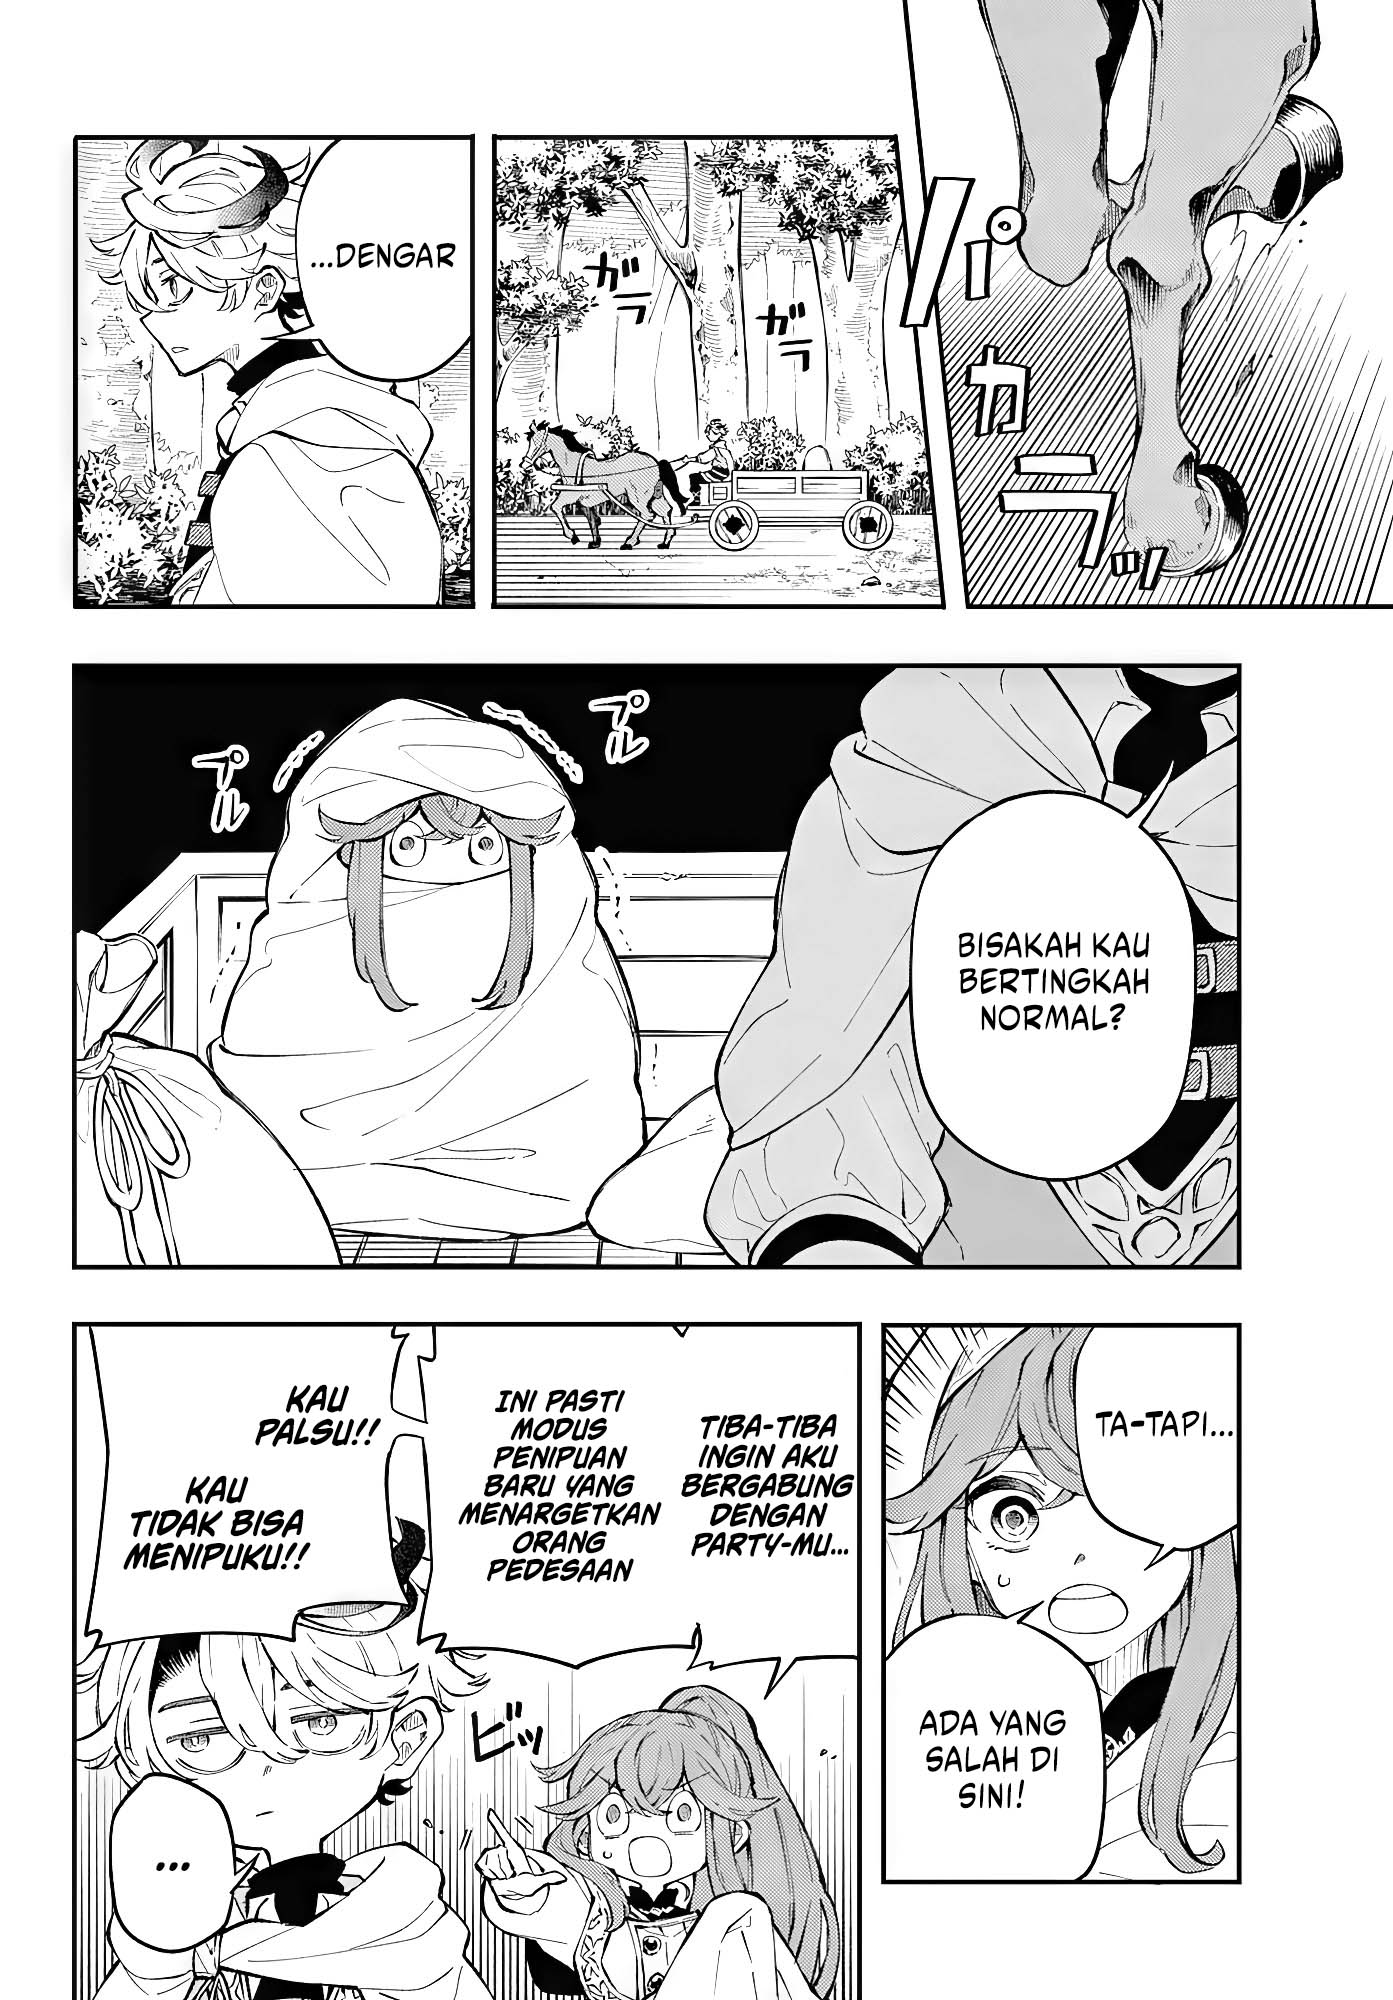 パ
カ
ラ
ッ
ガ
ラ
ガ
ラ
...DENGAR
BISAKAH KAU
BERTINGKAH
NORMAL?
プ
ル
プ
ル
TA-TAPI...
ADA YANG
SALAH DI
SINI!
TIBA-TIBA
INGIN AKU
BERGABUNG
DENGAN
PARTY-MU...
INI PASTI
MODUS
PENIPUAN
BARU YANG
MENARGETKAN
ORANG
PEDESAAN
ビッ
KAU
PALSU!!
KAU
TIDAK BISA
MENIPUKU!!
...